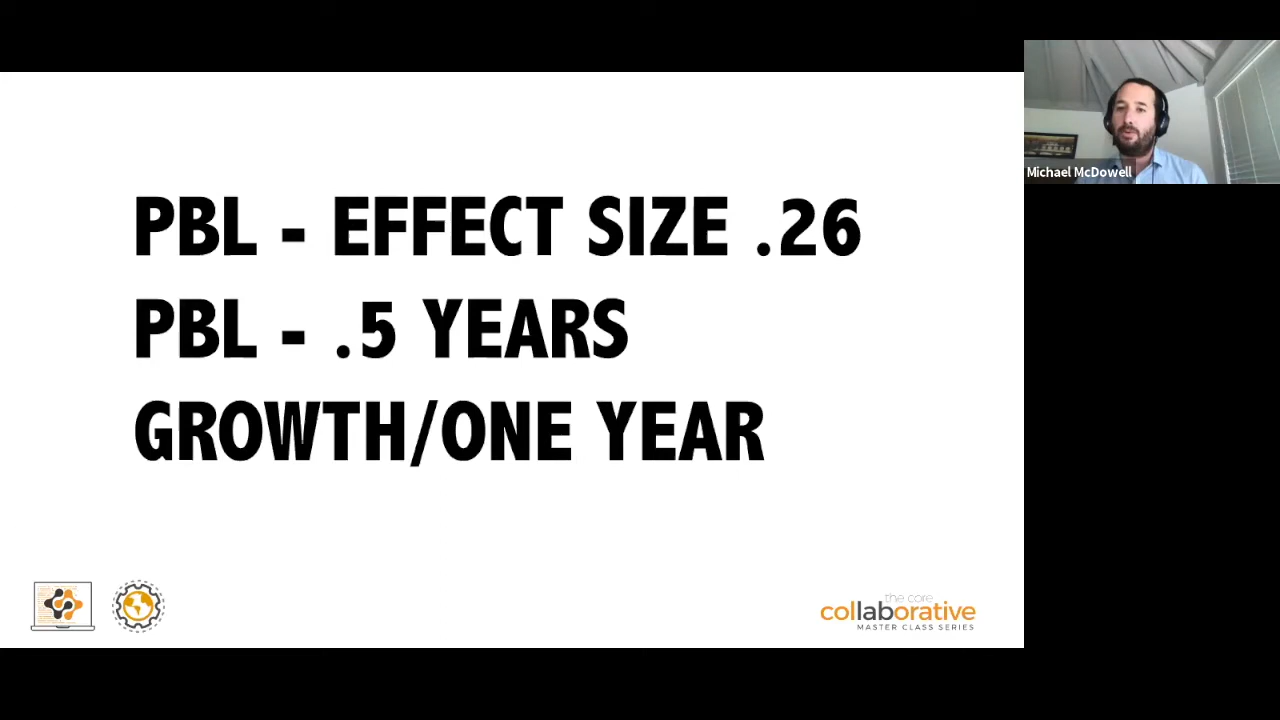 PBL - EFFECT SIZE .26
PBL - .5 YEARS
GROWTH/ONE YEAR
Michael McDowell
the core
collaborative
MASTER CLASS SERIES